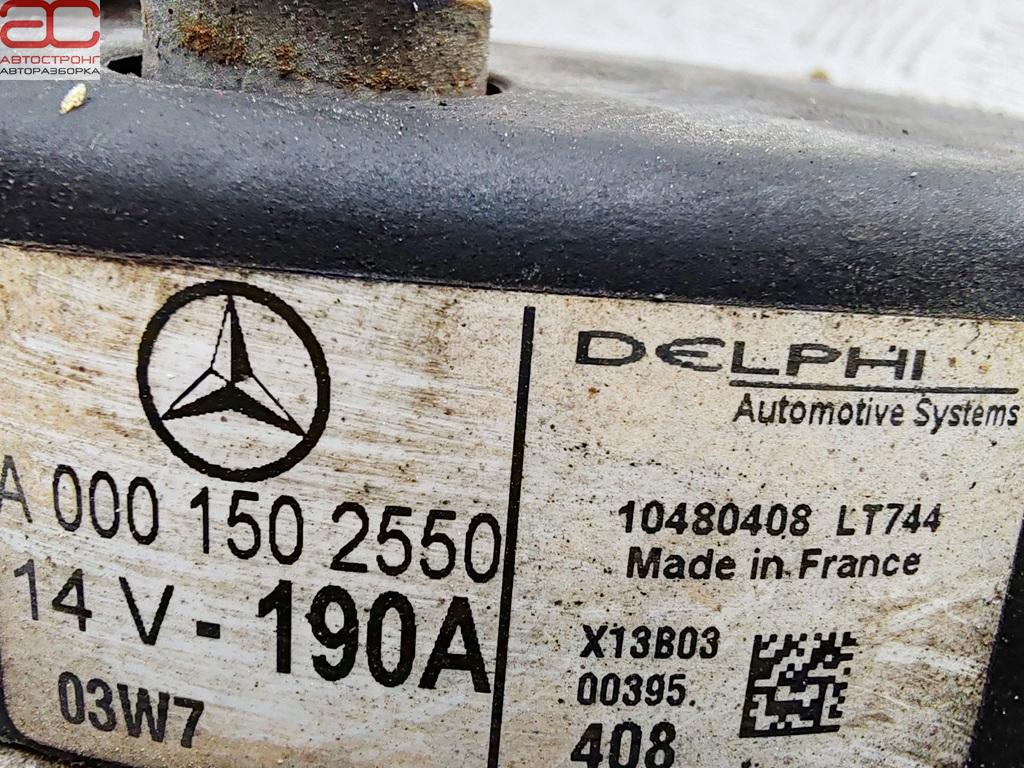 AC
АВТОСТРОНГ
АВТОРАЗБОРКА
A 000 150 2550
14 V - 190A
03W7
DELPHI
Automotive Systems
10480408 LT744
Made in France
X13B03
00395
408